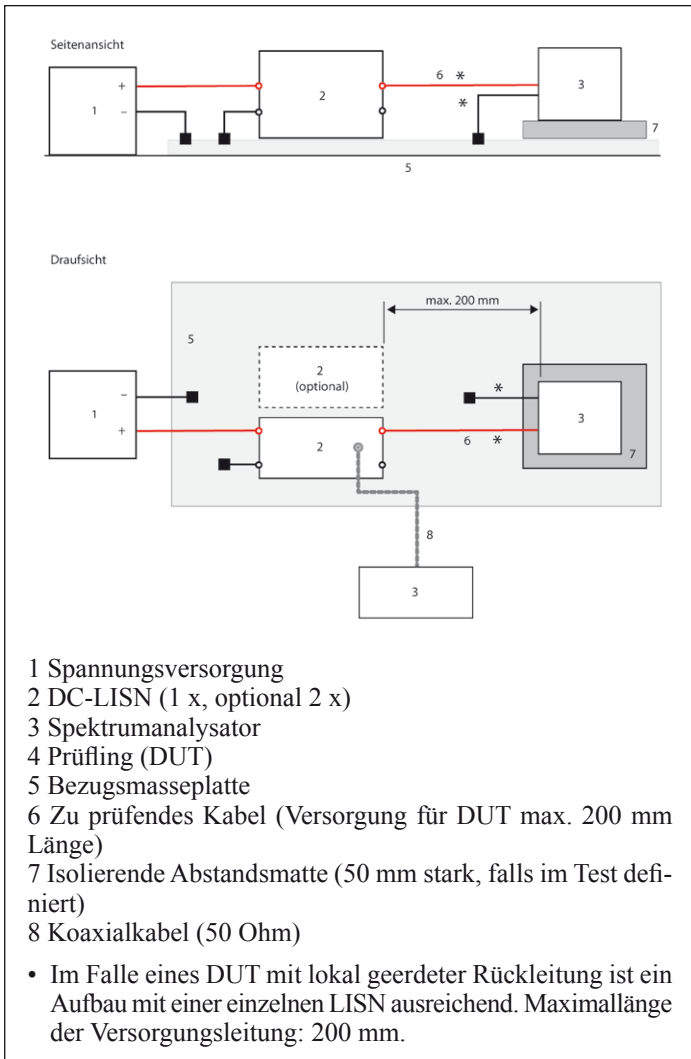 Seitenansicht
+
−
1
2
6 *
*
3
7
5
Draufsicht
max. 200 mm
5
2
(optional)
−
+
1
2
*
6 *
3
7
8
3
1 Spannungsversorgung
2 DC-LISN (1 x, optional 2 x)
3 Spektrumanalysator
4 Prüfling (DUT)
5 Bezugsmasseplatte
6 Zu prüfendes Kabel (Versorgung für DUT max. 200 mm
Länge)
7 Isolierende Abstandsmatte (50 mm stark, falls im Test defi-
niert)
8 Koaxialkabel (50 Ohm)
• Im Falle eines DUT mit lokal geerdeter Rückleitung ist ein
Aufbau mit einer einzelnen LISN ausreichend. Maximallänge
der Versorgungsleitung: 200 mm.